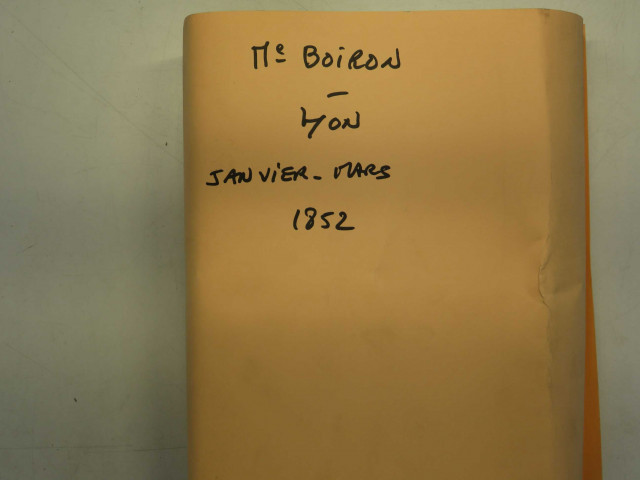 Me BOIRON
-
LYON
JANVIER - MARS
1852